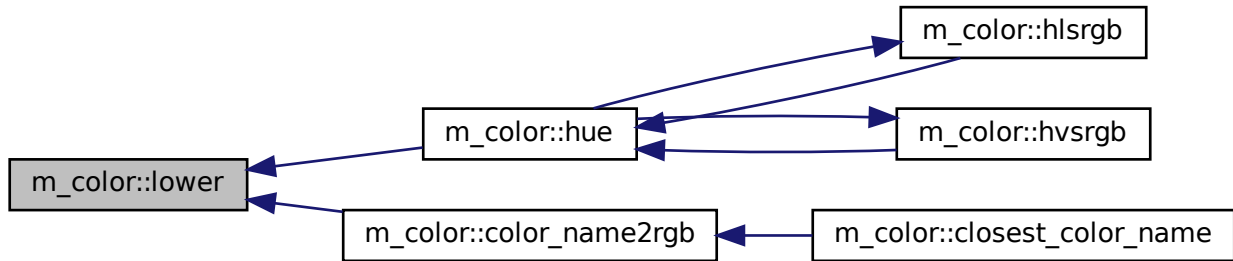 m_color::hlsrgb
m_color::hue
m_color::hvsrgb
m_color::lower
m_color::color_name2rgb
m_color::closest_color_name